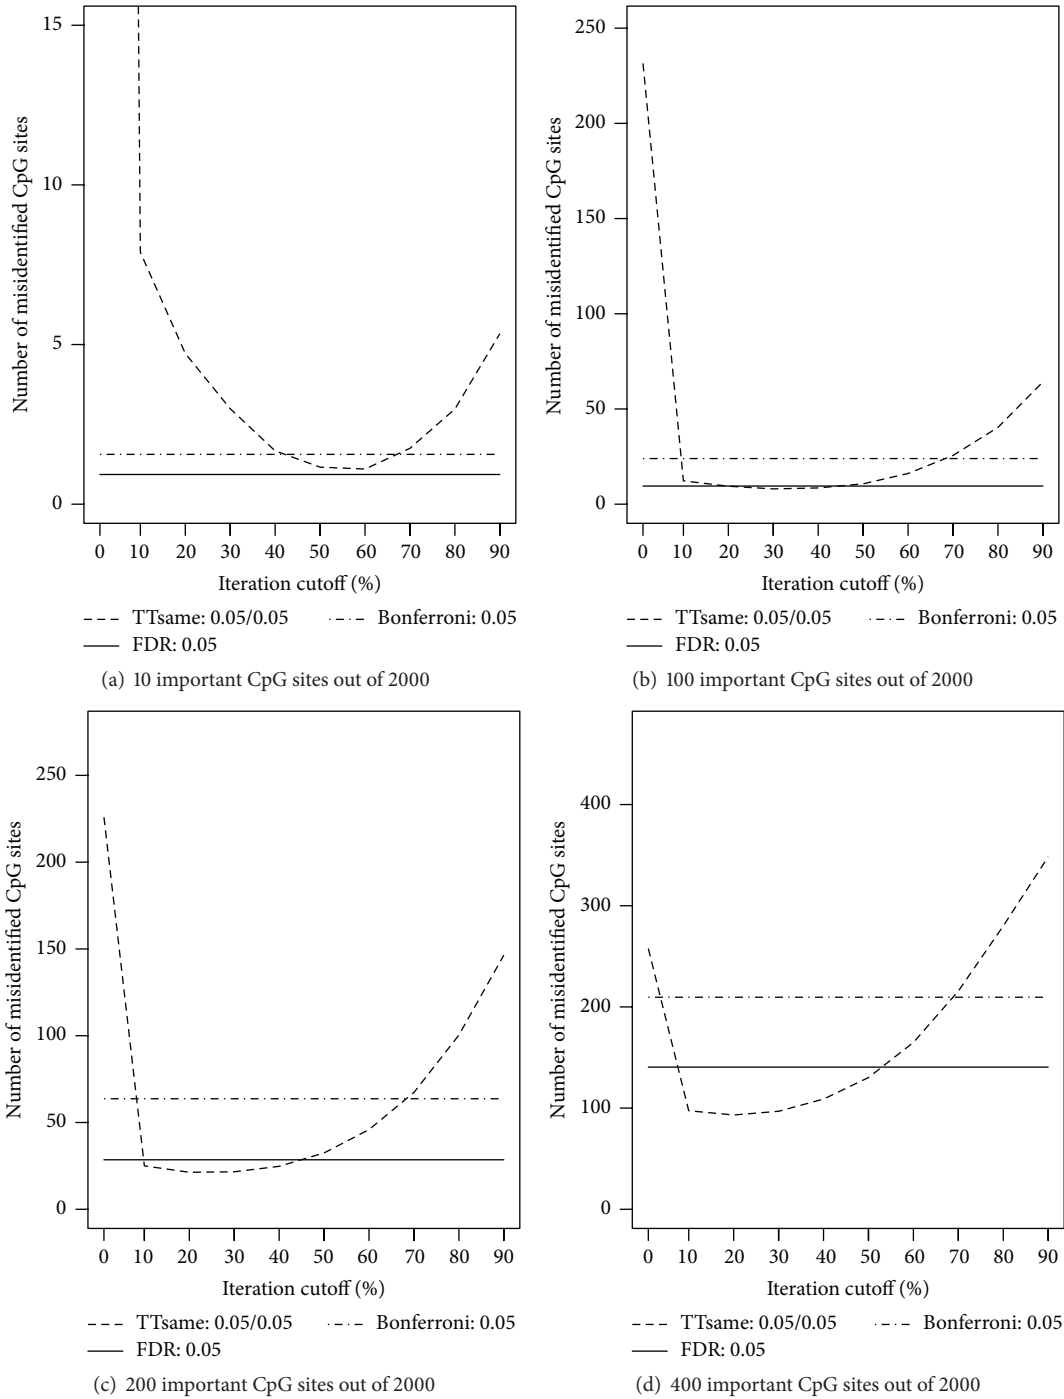 15
10
5
0
Number of misidentified CpG sites
0 10 20 30 40 50 60 70 80 90
Iteration cutoff (%)
TTsame: 0.05/0.05 Bonferroni: 0.05
FDR: 0.05
(a) 10 important CpG sites out of 2000
250
200
150
100
50
0
Number of misidentified CpG sites
0 10 20 30 40 50 60 70 80 90
Iteration cutoff (%)
TTsame: 0.05/0.05 Bonferroni: 0.05
FDR: 0.05
(b) 100 important CpG sites out of 2000
250
200
150
100
50
0
Number of misidentified CpG sites
0 10 20 30 40 50 60 70 80 90
Iteration cutoff (%)
TTsame: 0.05/0.05 Bonferroni: 0.05
FDR: 0.05
(c) 200 important CpG sites out of 2000
400
300
200
100
0
Number of misidentified CpG sites
0 10 20 30 40 50 60 70 80 90
Iteration cutoff (%)
TTsame: 0.05/0.05 Bonferroni: 0.05
FDR: 0.05
(d) 400 important CpG sites out of 2000